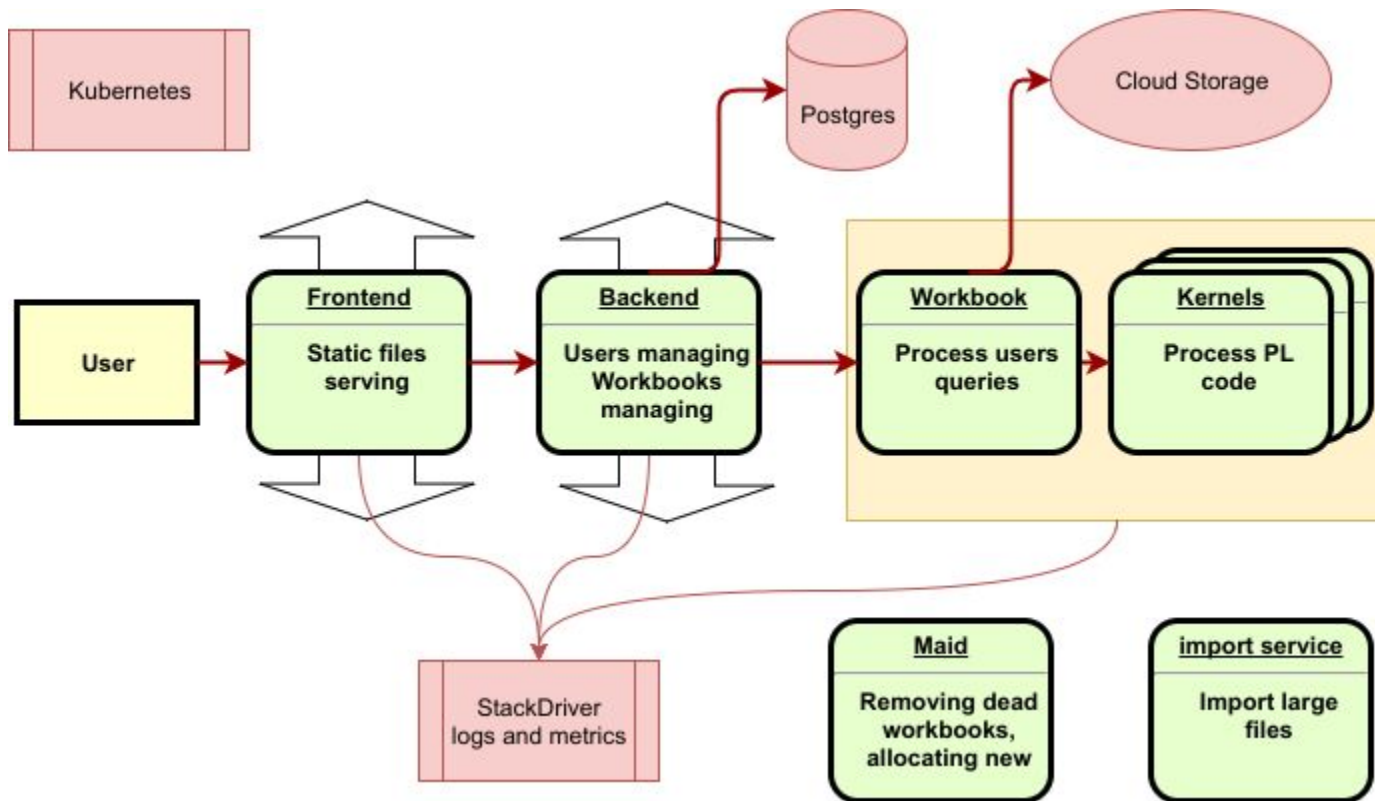 Kubernetes
Postgres
Cloud Storage
User
Frontend
Static files
serving
Backend
Users managing
Workbooks
managing
Workbook
Process users
queries
Kernels
Process PL
code
StackDriver
logs and metrics
Maid
Removing dead
workbooks,
allocating new
import service
Import large
files